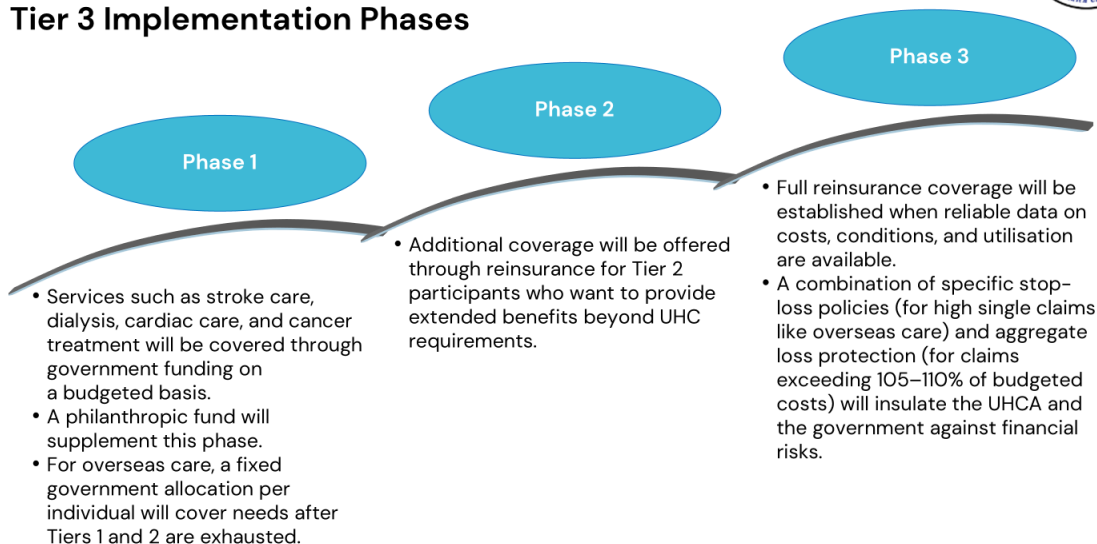 Tier 3 Implementation Phases
Phase 1
Phase 2
Phase 3
• Services such as stroke care,
dialysis, cardiac care, and cancer
treatment will be covered through
government funding on
a budgeted basis.
• A philanthropic fund will
supplement this phase.
• For overseas care, a fixed
government allocation per
individual will cover needs after
Tiers 1 and 2 are exhausted.
• Additional coverage will be offered
through reinsurance for Tier 2
participants who want to provide
extended benefits beyond UHC
requirements.
• Full reinsurance coverage will be
established when reliable data on
costs, conditions, and utilisation
are available.
• A combination of specific stop-
loss policies (for high single claims
like overseas care) and aggregate
loss protection (for claims
exceeding 105–110% of budgeted
costs) will insulate the UHCA and
the government against financial
risks.